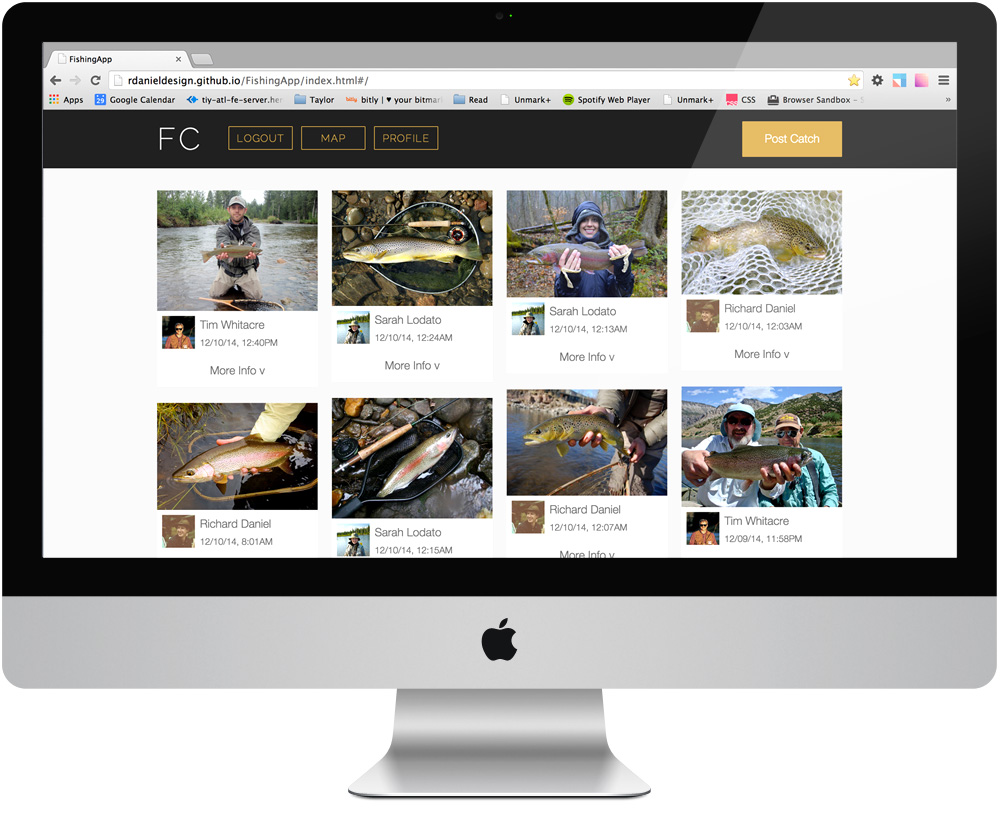 FishingApp
rdanieldesign.github.io/FishingApp/index.html#/
Apps
29 Google Calendar
tiy-atl-fe-server.her
Taylor
bitly bitly | ♥ your bitmar
Read
Unmark+
Spotify Web Player
Unmark+
CSS
Browser Sandbox – S
»
FC
LOGOUT
MAP
PROFILE
Post Catch
Tim Whitacre
12/10/14, 12:40PM
More Info v
Sarah Lodato
12/10/14, 12:24AM
More Info v
Sarah Lodato
12/10/14, 12:13AM
More Info v
Richard Daniel
12/10/14, 12:03AM
More Info v
Richard Daniel
12/10/14, 8:01AM
Sarah Lodato
12/10/14, 12:15AM
Richard Daniel
12/10/14, 12:07AM
More Info v
Tim Whitacre
12/09/14, 11:58PM